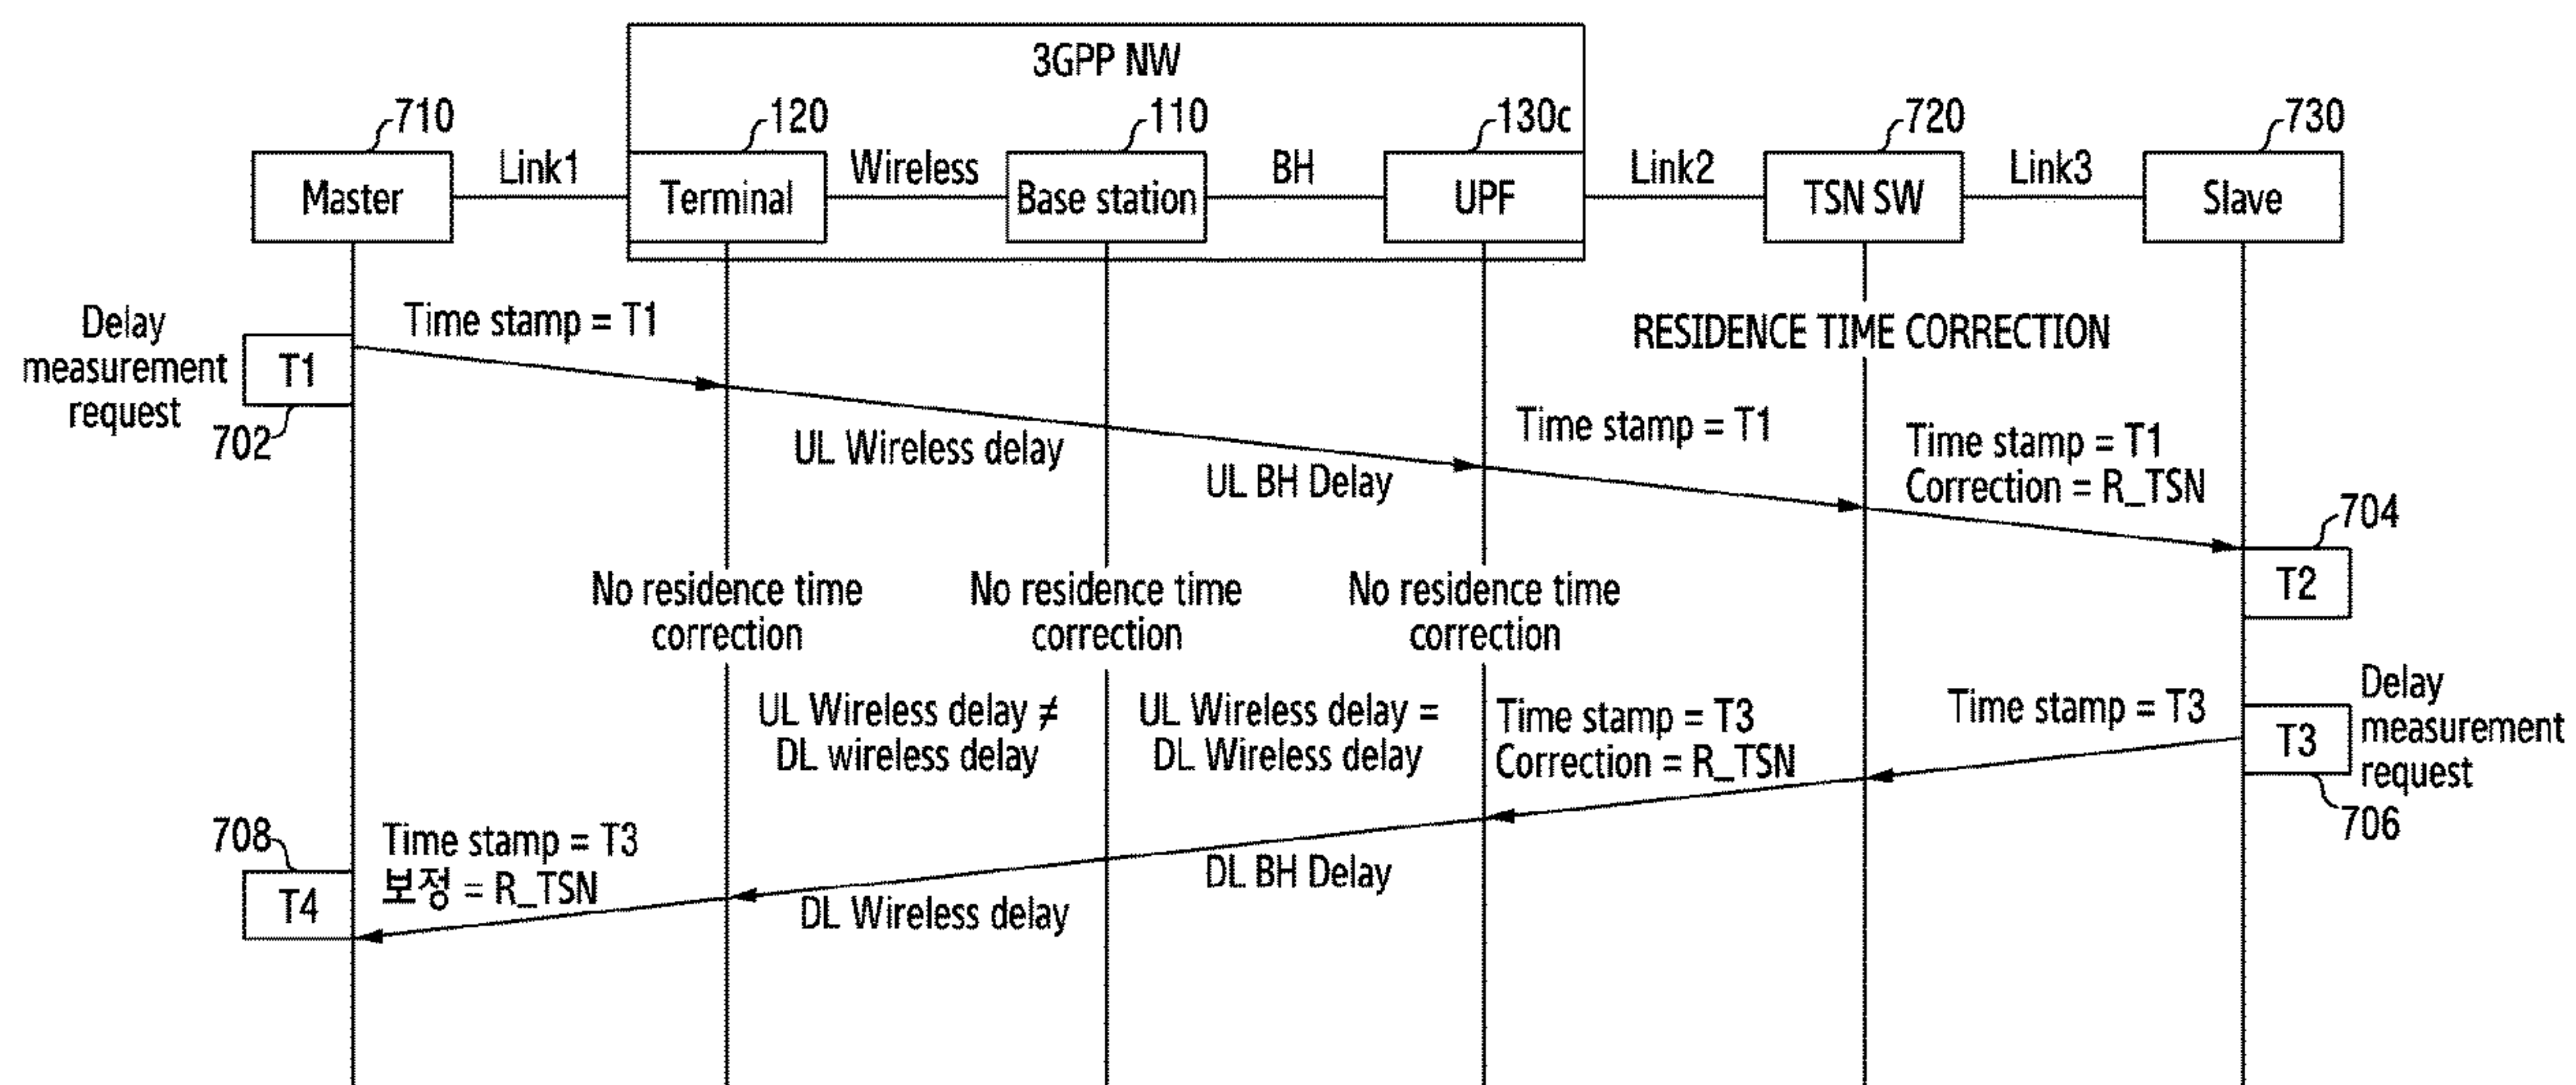 3GPP NW
710
120
110
130c
720
730
Link1
Wireless
BH
Link2
Link3
Master
Terminal
Base station
UPF
TSN SW
Slave
Delay
measurement
request
T1
702
Time stamp = T1
RESIDENCE TIME CORRECTION
UL Wireless delay
UL BH Delay
Time stamp = T1
Time stamp = T1
Correction = R_TSN
704
T2
No residence time
correction
No residence time
correction
No residence time
correction
UL Wireless delay ≠
DL wireless delay
UL Wireless delay =
DL Wireless delay
Time stamp = T3
Correction = R_TSN
Time stamp = T3
T3
Delay
measurement
request
706
708
T4
Time stamp = T3
보정 = R_TSN
DL Wireless delay
DL BH Delay